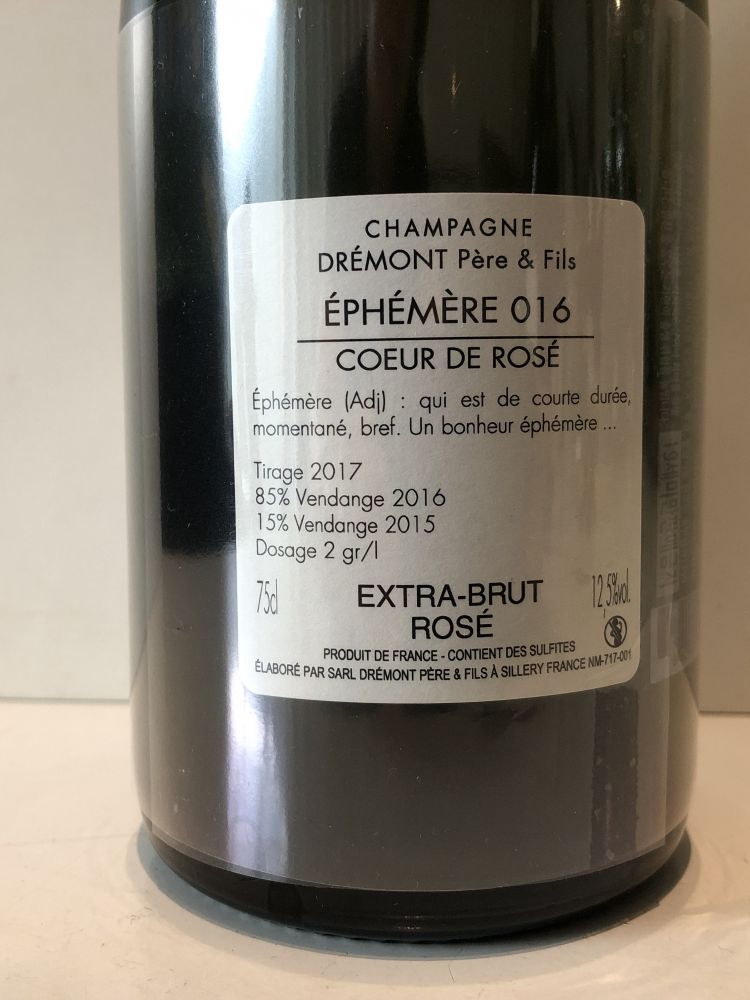 CHAMPAGNE
DRÉMONT Père & Fils
ÉPHÉMÈRE 016
COEUR DE ROSÉ
Éphémère (Adj) : qui est de courte durée,
momentané, bref. Un bonheur éphémère ...
Tirage 2017
85% Vendange 2016
15% Vendange 2015
Dosage 2 gr/l
75cl EXTRA-BRUT 12,5%vol.
ROSÉ
PRODUIT DE FRANCE - CONTIENT DES SULFITES
ÉLABORÉ PAR SARL DRÉMONT PÈRE & FILS À SILLERY FRANCE NM-717-001